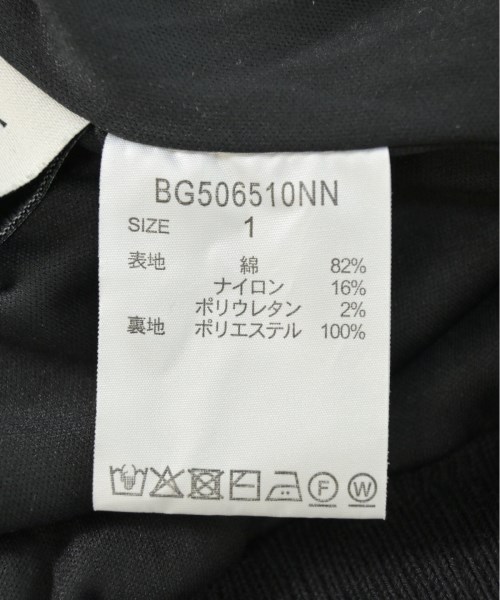 BG506510NN
SIZE 1
表地 綿 82%
ナイロン 16%
ポリウレタン 2%
裏地 ポリエステル 100%
F W